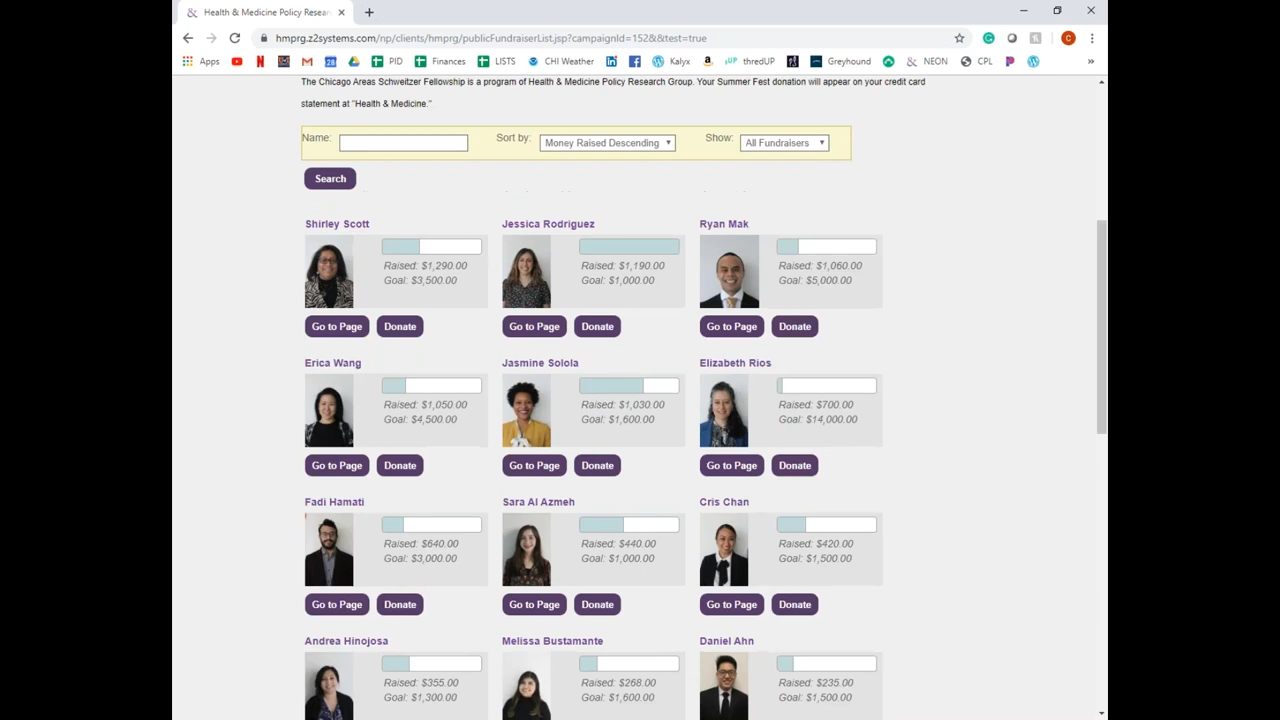 Health & Medicine Policy Resear
hmprg.z2systems.com/np/clients/hmprg/publicFundraiserList.jsp?campaignId=152&&test=true
Apps M 28 PID Finances LISTS CHI Weather Kalyx thredUP Greyhound NEON CPL »
The Chicago Areas Schweitzer Fellowship is a program of Health & Medicine Policy Research Group. Your Summer Fest donation will appear on your credit card
statement at "Health & Medicine."
Name: Sort by: Money Raised Descending Show: All Fundraisers
Search
Shirley Scott Jessica Rodriguez Ryan Mak
Raised: $1,290.00 Raised: $1,190.00 Raised: $1,060.00
Goal: $3,500.00 Goal: $1,000.00 Goal: $5,000.00
Go to Page Donate Go to Page Donate Go to Page Donate
Erica Wang Jasmine Solola Elizabeth Rios
Raised: $1,050.00 Raised: $1,030.00 Raised: $700.00
Goal: $4,500.00 Goal: $1,600.00 Goal: $14,000.00
Go to Page Donate Go to Page Donate Go to Page Donate
Fadi Hamati Sara Al Azmeh Cris Chan
Raised: $640.00 Raised: $440.00 Raised: $420.00
Goal: $3,000.00 Goal: $1,000.00 Goal: $1,500.00
Go to Page Donate Go to Page Donate Go to Page Donate
Andrea Hinojosa Melissa Bustamante Daniel Ahn
Raised: $355.00 Raised: $268.00 Raised: $235.00
Goal: $1,300.00 Goal: $1,600.00 Goal: $1,500.00